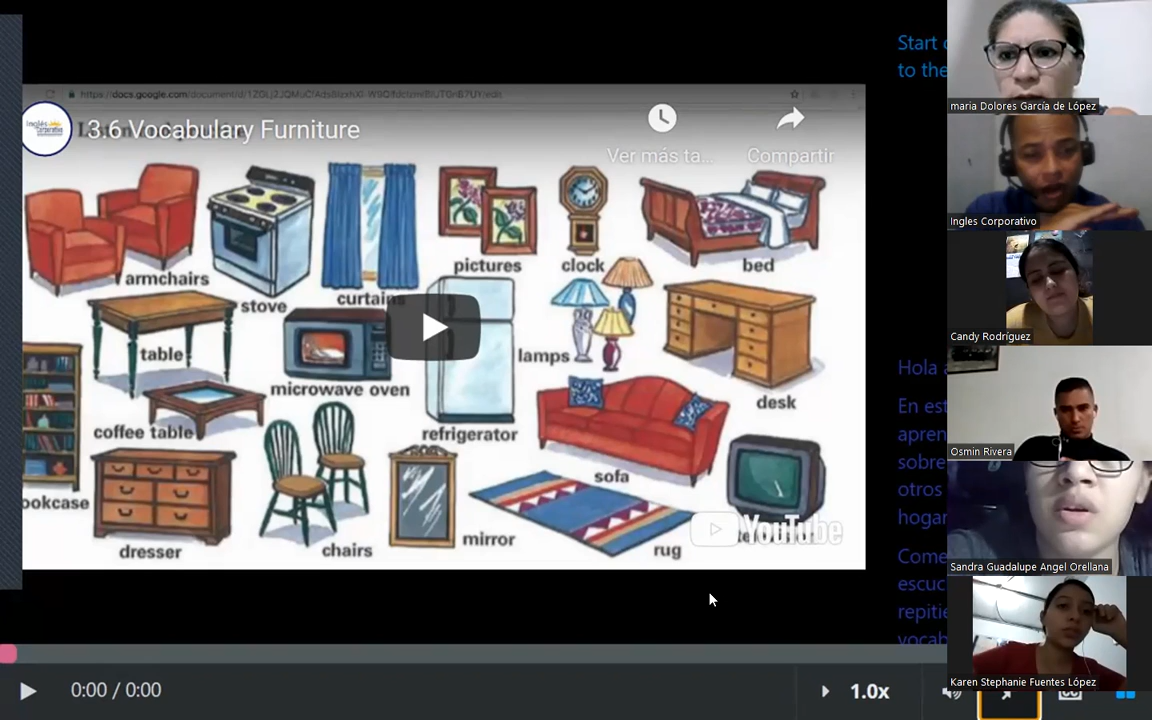 3.6 Vocabulary Furniture
Ver más ta...
Compartir
armchairs
stove
curtains
pictures
clock
bed
table
microwave oven
refrigerator
lamps
desk
coffee table
sofa
ookcase
dresser
chairs
mirror
rug
YouTube
Start
to the
Hola
En est
apren
sobre
otros
hogar
Come
escuc
repitie
vocab
maria Dolores García de López
Ingles Corporativo
Candy Rodríguez
Osmin Rivera
Sandra Guadalupe Angel Orellana
Karen Stephanie Fuentes López
0:00 / 0:00
1.0x